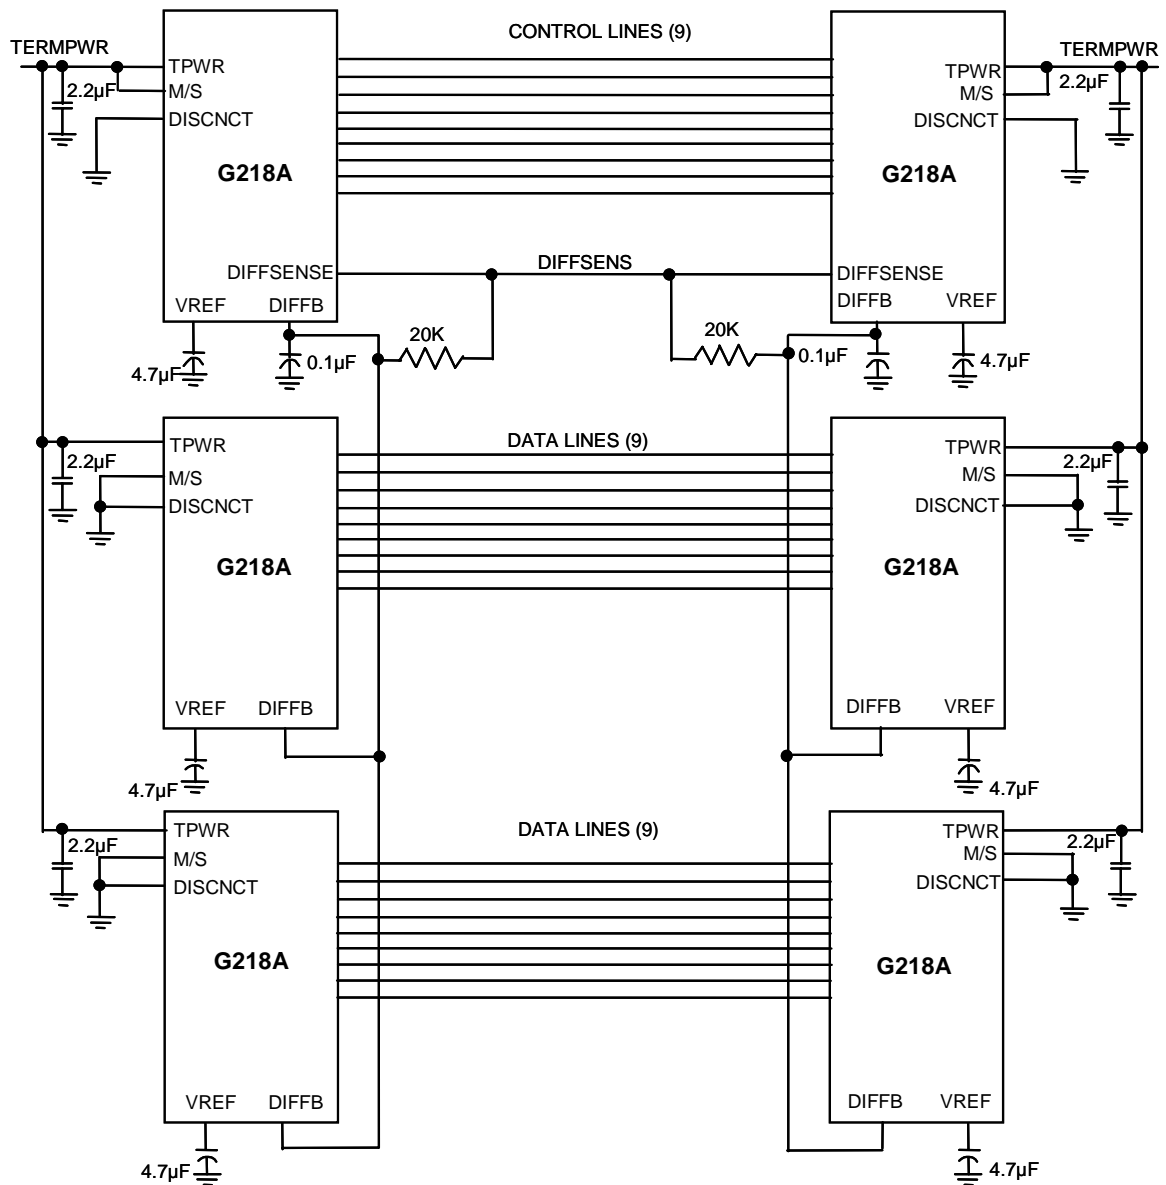 CONTROL LINES (9)
TERMPWR
TERMPWR
TPWR
2.2µF
M/S
DISCNCT
G218A
TPWR
2.2µF
M/S
DISCNCT
G218A
DIFFSENSE
DIFFSENS
DIFFSENSE
VREF DIFFB
DIFFB VREF
20K
20K
4.7µF
0.1µF
0.1µF
4.7µF
DATA LINES (9)
TPWR
2.2µF
M/S
DISCNCT
G218A
TPWR
2.2µF
M/S
DISCNCT
G218A
VREF DIFFB
DIFFB VREF
4.7µF
4.7µF
DATA LINES (9)
TPWR
2.2µF
M/S
DISCNCT
G218A
TPWR
2.2µF
M/S
DISCNCT
G218A
VREF DIFFB
DIFFB VREF
4.7µF
4.7µF